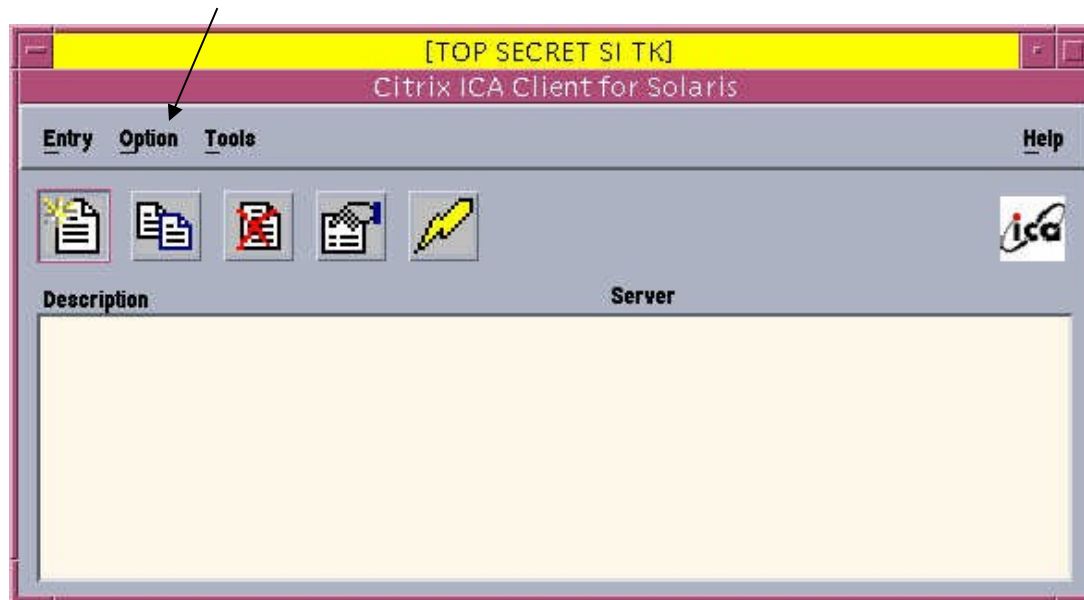 [TOP SECRET SI TK]
Citrix ICA Client for Solaris
Entry Option Tools Help
ica
Description Server